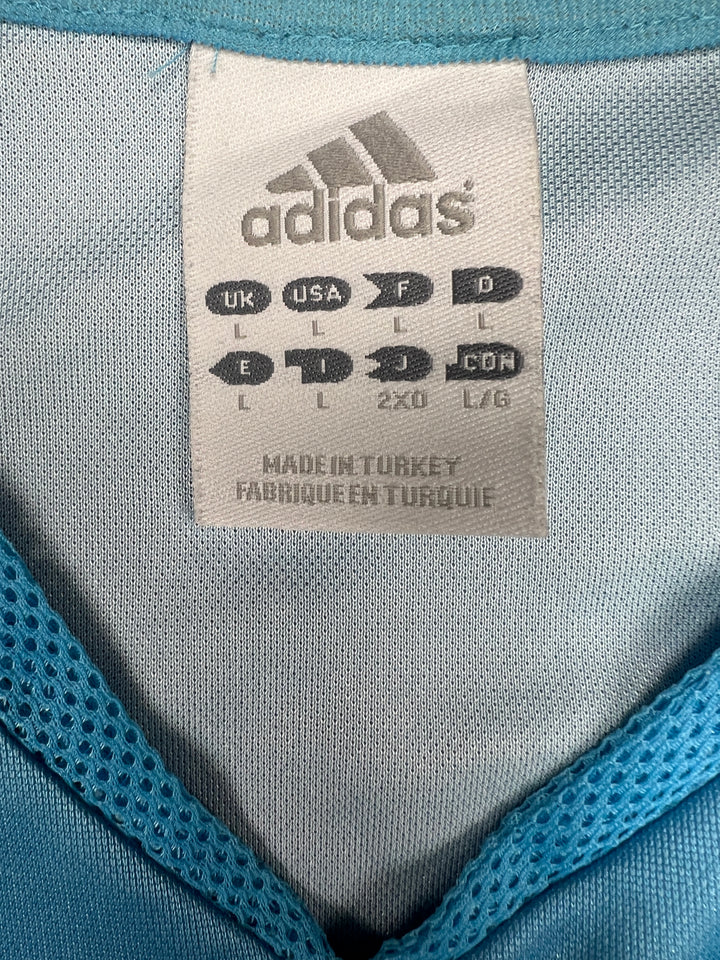 adidas
UK USA F D
L L L L
E I J CDN
L L 2XO L/G
MADE IN TURKEY
FABRIQUE EN TURQUIE